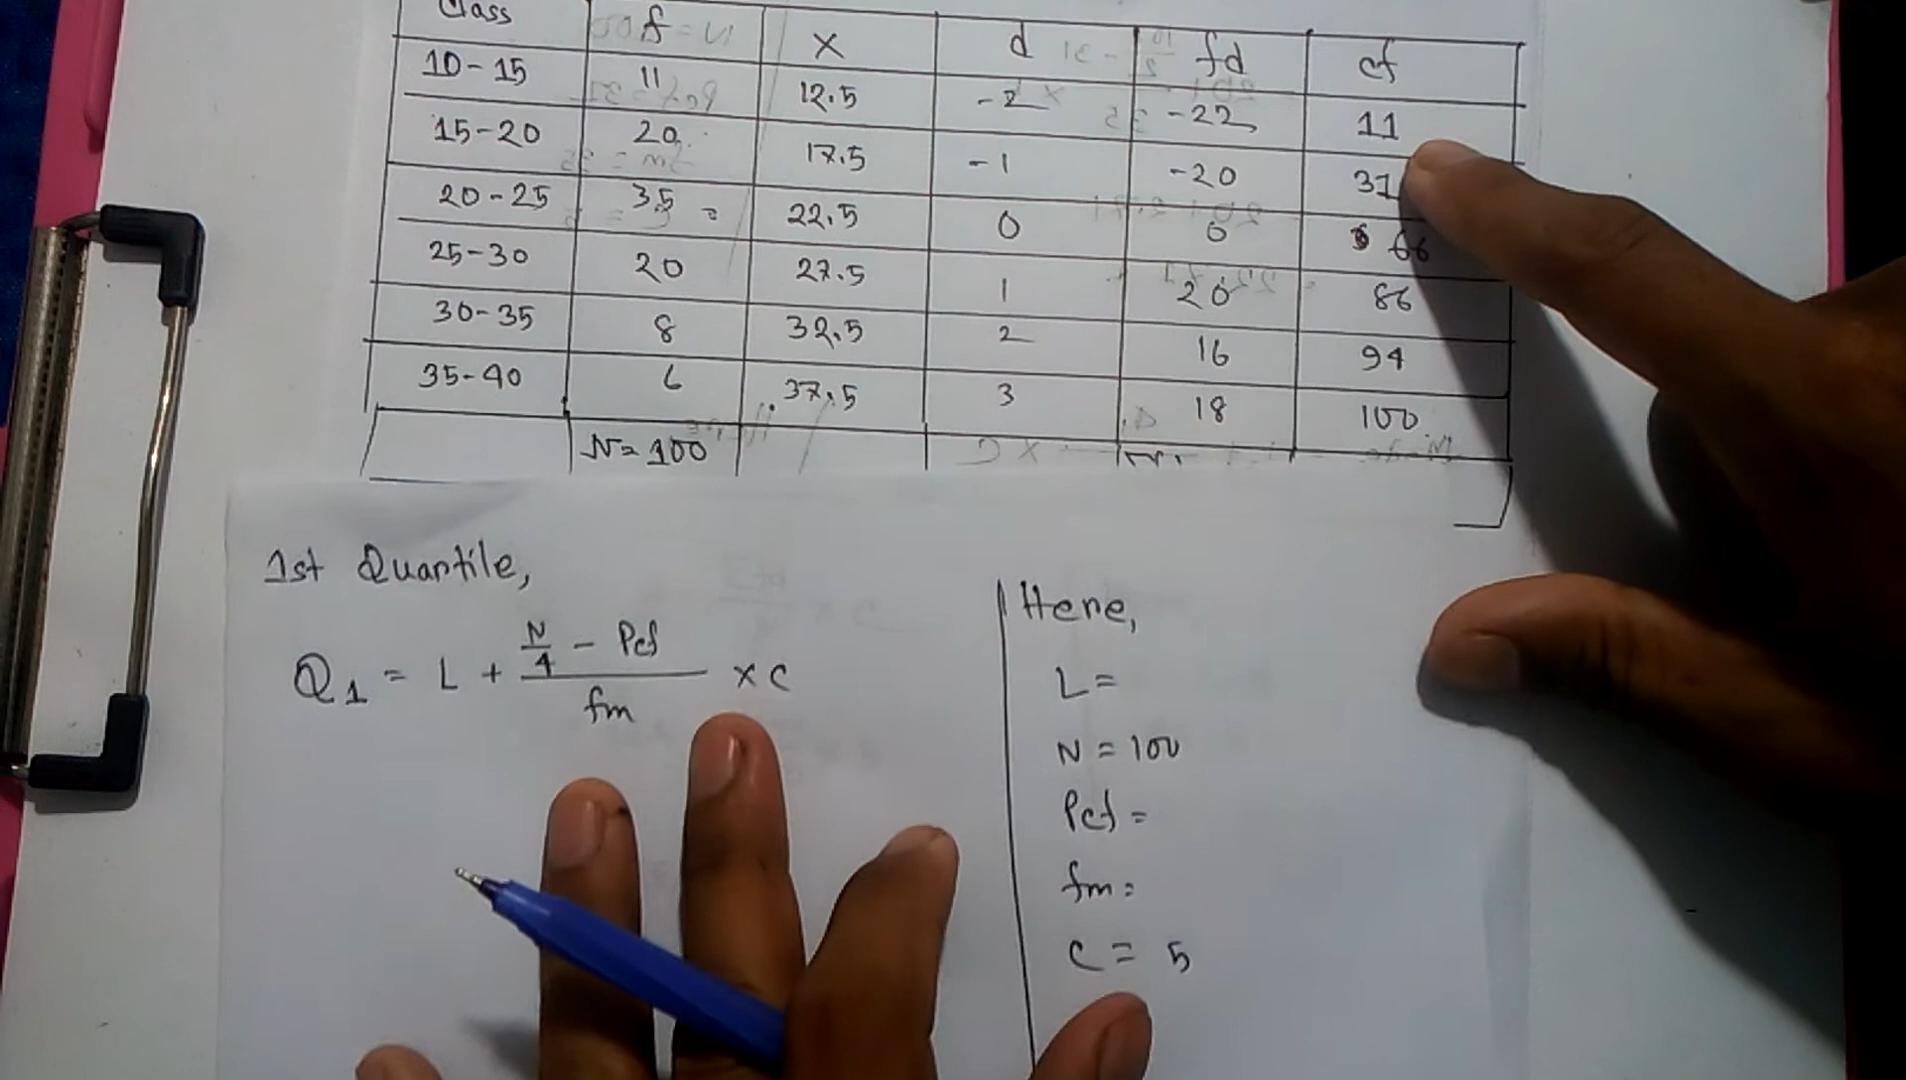 Class f X d fd cf
10-15 11 12.5 -2 -22 11
15-20 20 17.5 -1 -20 31
20-25 35 22.5 0 0 66
25-30 20 27.5 1 20 86
30-35 8 32.5 2 16 94
35-40 6 37.5 3 18 100
N=100
1st Quantile,
Q1 = L + N/4 - Pcf / fm × c
Here,
L=
N = 100
Pcf =
fm =
C = 5